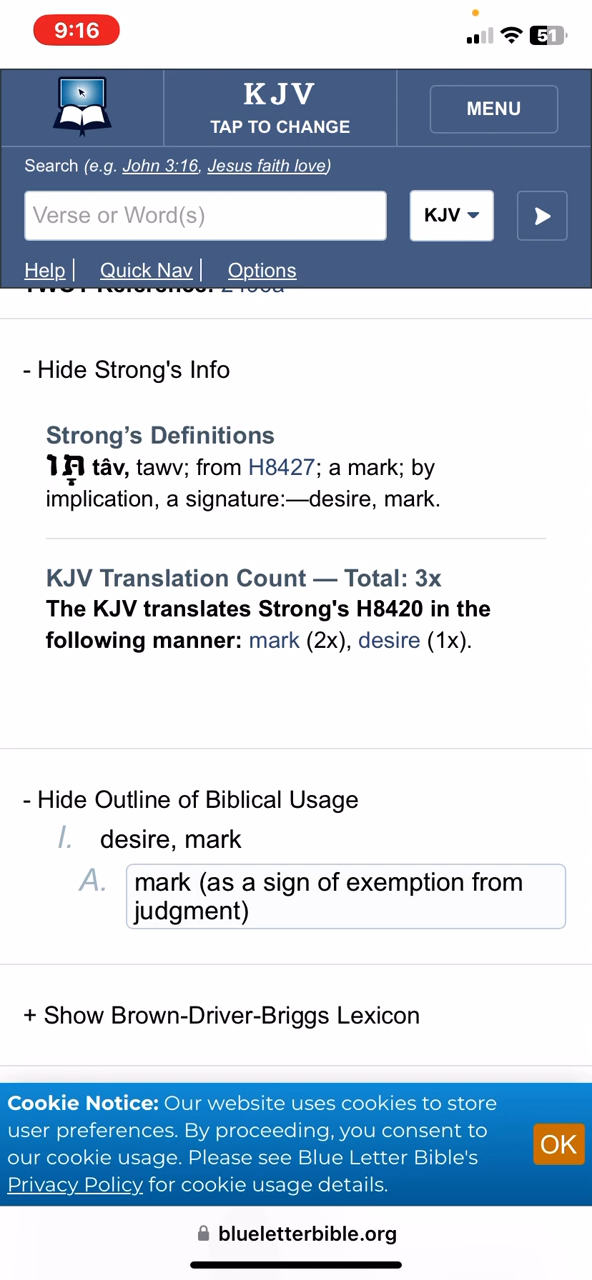 9:16
51
KJV
TAP TO CHANGE
MENU
Search (e.g. John 3:16, Jesus faith love)
Verse or Word(s)
KJV
Help | Quick Nav | Options
- Hide Strong's Info
Strong’s Definitions
תָּו tâv, tawv; from H8427; a mark; by
implication, a signature:—desire, mark.
KJV Translation Count — Total: 3x
The KJV translates Strong's H8420 in the
following manner: mark (2x), desire (1x).
- Hide Outline of Biblical Usage
I. desire, mark
A. mark (as a sign of exemption from
judgment)
+ Show Brown-Driver-Briggs Lexicon
Cookie Notice: Our website uses cookies to store
user preferences. By proceeding, you consent to
our cookie usage. Please see Blue Letter Bible's
Privacy Policy for cookie usage details.
OK
blueletterbible.org